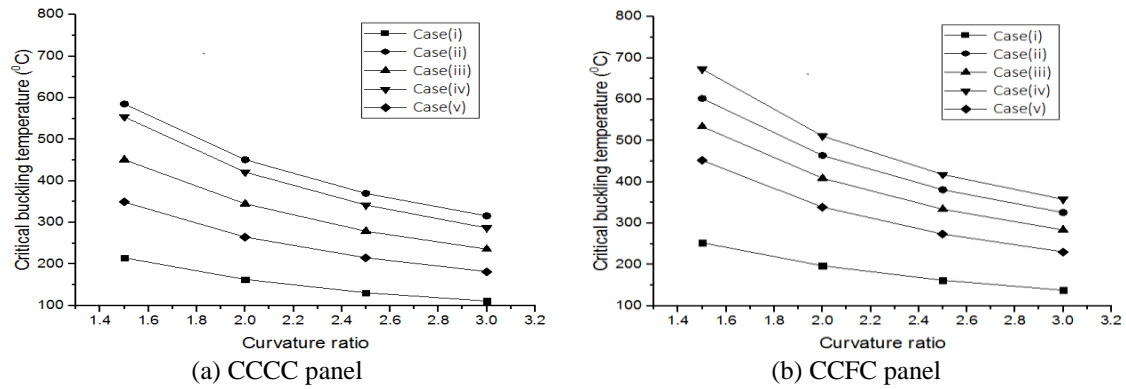 800
700
600
500
400
300
200
100
Critical buckling temperature (⁰C)
1.4 1.6 1.8 2.0 2.2 2.4 2.6 2.8 3.0 3.2
Curvature ratio
Case(i)
Case(ii)
Case(iii)
Case(iv)
Case(v)
(a) CCCC panel
800
700
600
500
400
300
200
100
Critical buckling temperature (⁰C)
1.4 1.6 1.8 2.0 2.2 2.4 2.6 2.8 3.0 3.2
Curvature ratio
Case(i)
Case(ii)
Case(iii)
Case(iv)
Case(v)
(b) CCFC panel